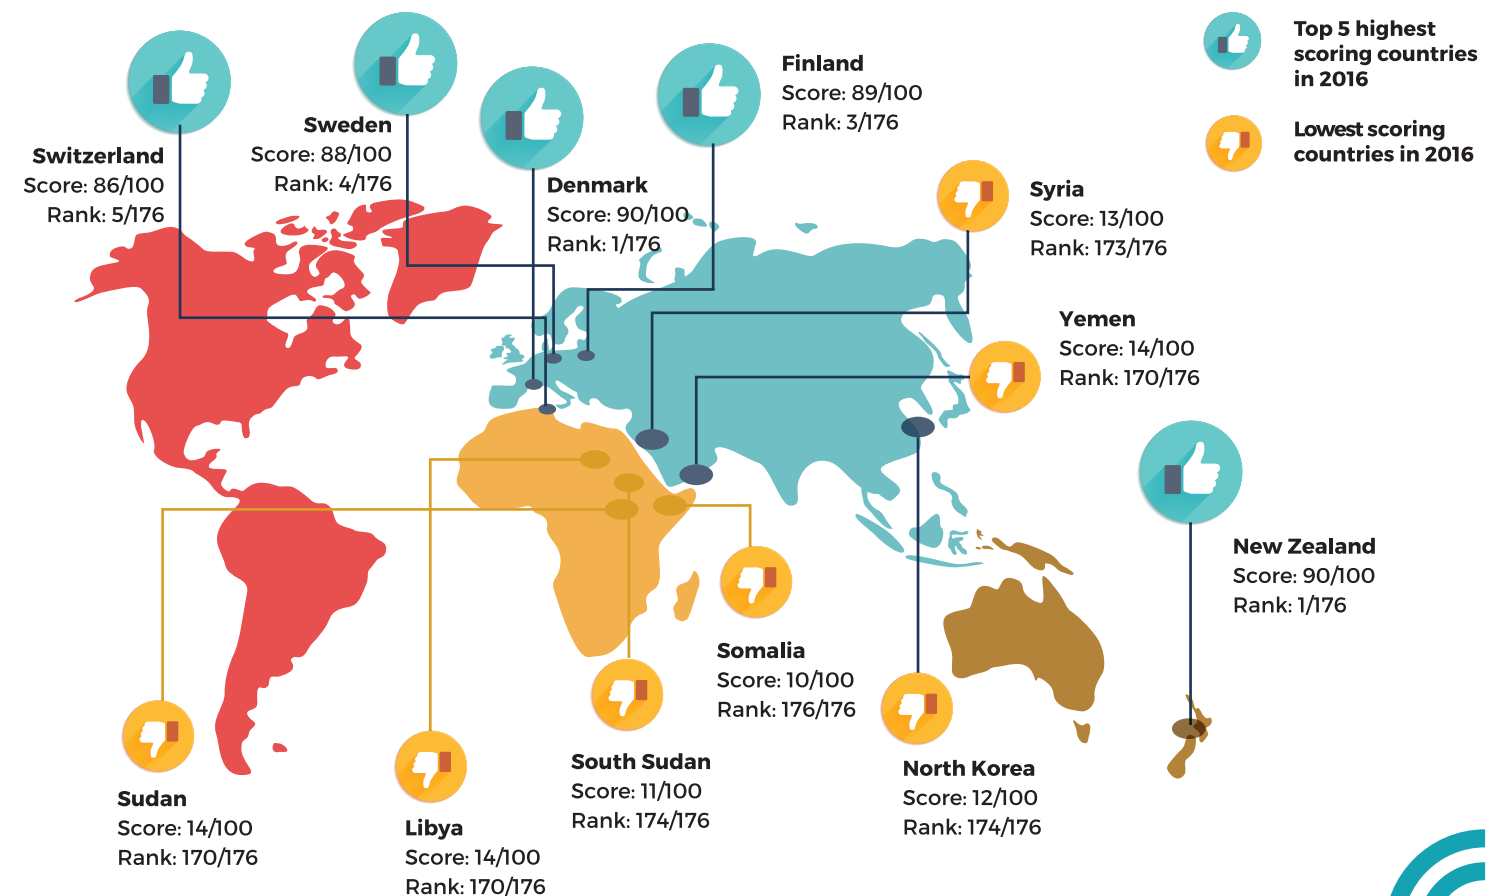 Top 5 highest
scoring countries
in 2016
Lowest scoring
countries in 2016
Switzerland
Score: 86/100
Rank: 5/176
Sweden
Score: 88/100
Rank: 4/176
Denmark
Score: 90/100
Rank: 1/176
Finland
Score: 89/100
Rank: 3/176
Syria
Score: 13/100
Rank: 173/176
Yemen
Score: 14/100
Rank: 170/176
New Zealand
Score: 90/100
Rank: 1/176
Somalia
Score: 10/100
Rank: 176/176
South Sudan
Score: 11/100
Rank: 174/176
North Korea
Score: 12/100
Rank: 174/176
Sudan
Score: 14/100
Rank: 170/176
Libya
Score: 14/100
Rank: 170/176